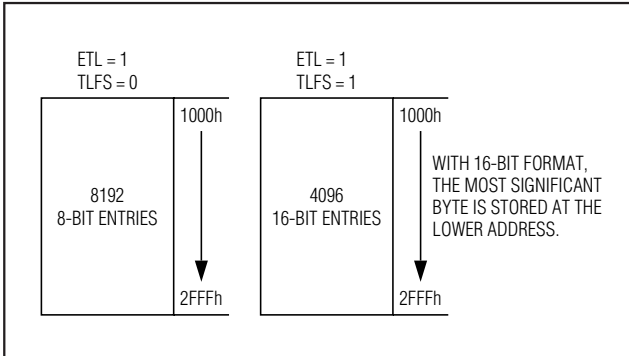 ETL = 1
TLFS = 0
1000h
8192
8-BIT ENTRIES
2FFFh
ETL = 1
TLFS = 1
1000h
4096
16-BIT ENTRIES
2FFFh
WITH 16-BIT FORMAT,
THE MOST SIGNIFICANT
BYTE IS STORED AT THE
LOWER ADDRESS.